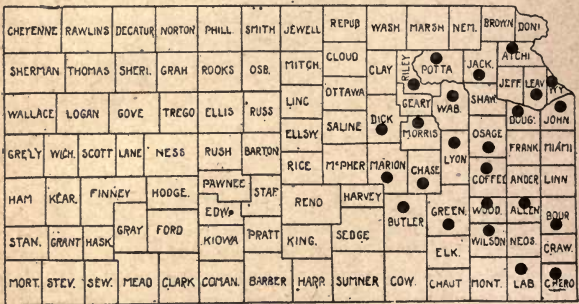 CHEYENNE RAWLINS DECATUR NORTON PHILL. SMITH JEWELL REPUB WASH MARSH NEM. BROWN DONI
ATCHI
SHERMAN THOMAS SHERI. GRAH ROOKS OSB. MITCH. CLOUD CLAY RILEY POTTA JACK. JEFF. LEAV WY.
OTTAWA
WALLACE LOGAN GOVE TREGO ELLIS RUSS LINC SALINE DICK GEARY WAB. SHAW. DOUG. JOHN.
MORRIS OSAGE FRANK MIAMI
ELLSW. LYON
GRELY WICH. SCOTT LANE NESS RUSH BARTON RICE McPHER MARION CHASE COFFEE ANDER LINN
HAM KEAR. FINNEY HODGE. PAWNEE STAF. RENO HARVEY
EDW. BUTLER GREEN. WOOD. ALLEN BOUR
STAN. GRANT HASK. GRAY FORD KIOWA PRATT KING. SEDGE WILSON NEOS. CRAW.
ELK.
MORT. STEV. SEW. MEAD CLARK COMAN. BARBER HARP. SUMNER COW. CHAUT MONT. LAB. CHERO